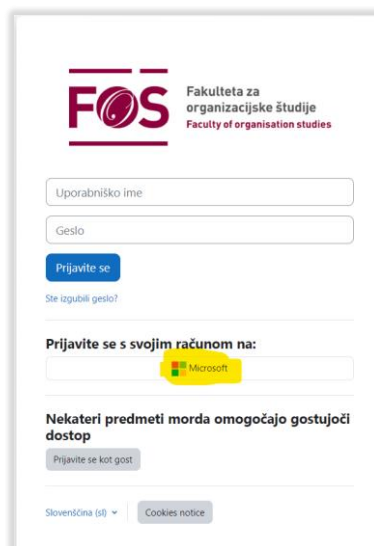 FOŠ
Fakulteta za
organizacijske študije
Faculty of organisation studies
Uporabniško ime
Geslo
Prijavite se
Ste izgubili geslo?
Prijavite se s svojim računom na:
Microsoft
Nekateri predmeti morda omogočajo gostujoči
dostop
Prijavite se kot gost
Slovenščina (sl)
Cookies notice